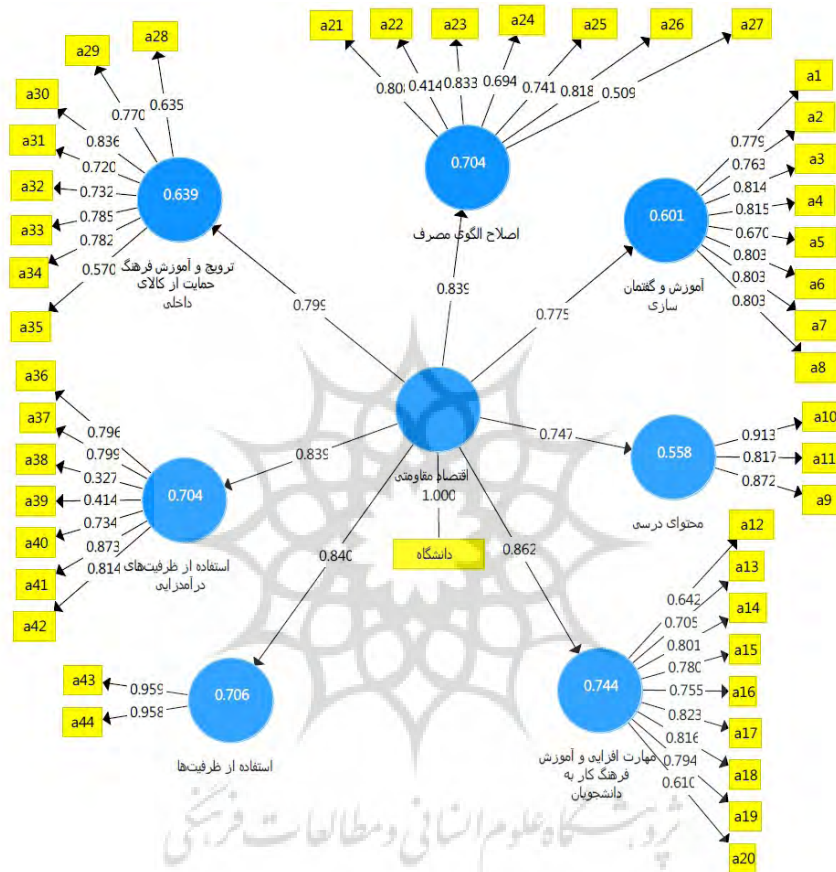 a21
a22
a23
a24
a25
a26
a27
0.808
0.414
0.833
0.694
0.741
0.818
0.509
0.704
اصلاح الگوی مصرف
a28
a29
a30
a31
a32
a33
a34
a35
0.635
0.770
0.836
0.720
0.732
0.785
0.782
0.570
0.639
ترویج و آموزش فرهنگ
حمایت از کالای
داخلی
a1
a2
a3
a4
a5
a6
a7
a8
0.779
0.763
0.814
0.815
0.670
0.803
0.803
0.803
0.601
آموزش و گفتمان
سازی
0.799
0.839
0.775
اقتصاد مقاومتی
1.000
دانشگاه
0.747
0.839
0.840
0.862
a10
a11
a9
0.913
0.817
0.872
0.558
محتوای درسی
a36
a37
a38
a39
a40
a41
a42
0.796
0.799
0.327
0.414
0.734
0.873
0.814
0.704
استفاده از ظرفیت‌های
درآمدزایی
a43
a44
0.959
0.958
0.706
استفاده از ظرفیت‌ها
a12
a13
a14
a15
a16
a17
a18
a19
a20
0.642
0.705
0.801
0.780
0.755
0.823
0.816
0.794
0.610
0.744
مهارت افزایی و آموزش
فرهنگ کار به
دانشجویان
پژوهشگاه علوم انسانی و مطالعات فرهنگی